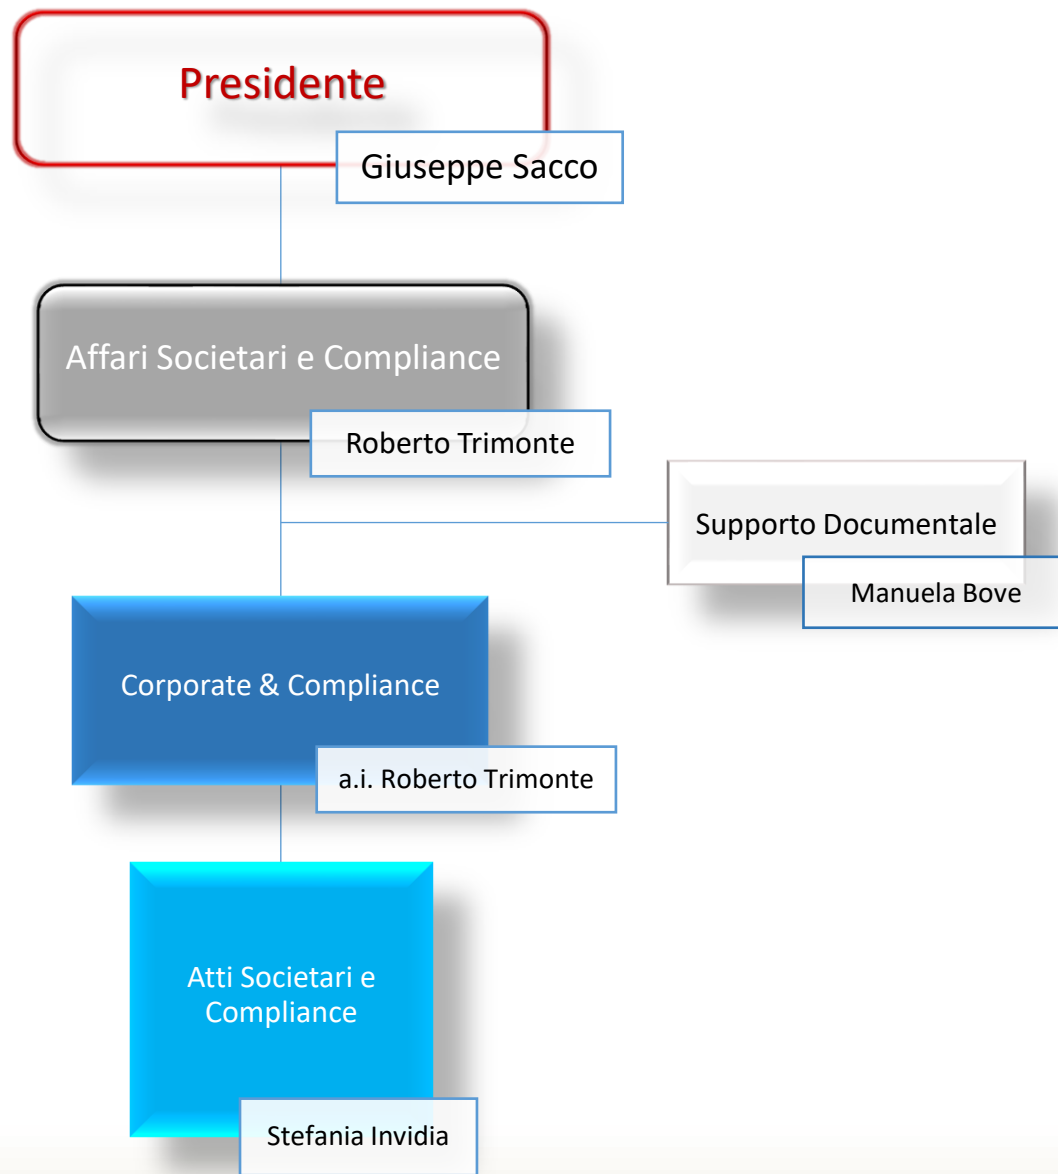 Presidente
Giuseppe Sacco
Affari Societari e Compliance
Roberto Trimonte
Supporto Documentale
Manuela Bove
Corporate & Compliance
a.i. Roberto Trimonte
Atti Societari e
Compliance
Stefania Invidia